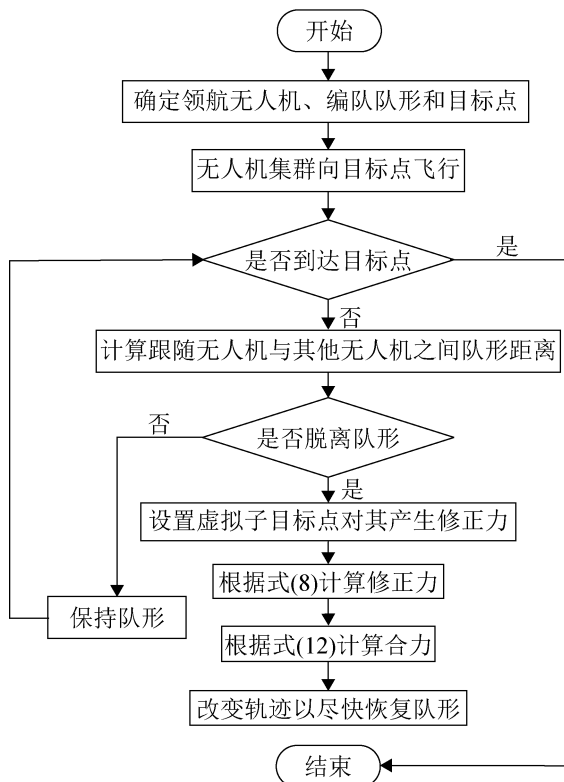 开始
确定领航无人机、编队队形和目标点
无人机集群向目标点飞行
是否到达目标点
是
否
计算跟随无人机与其他无人机之间队形距离
否
是否脱离队形
是
设置虚拟子目标点对其产生修正力
根据式(8)计算修正力
保持队形
根据式(12)计算合力
改变轨迹以尽快恢复队形
结束